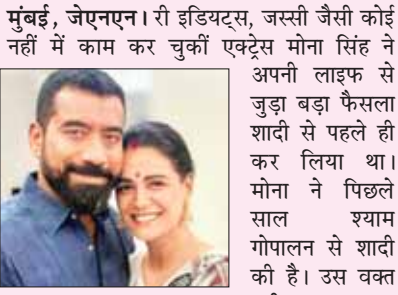 मुंबई, जेएनएन। री इडियट्स, जस्सी जैसी कोई
नहीं में काम कर चुकीं एक्ट्रेस मोना सिंह ने
अपनी लाइफ से
जुड़ा बड़ा फैसला
शादी से पहले ही
कर लिया था।
मोना ने पिछले
साल श्याम
गोपालन से शादी
की है। उस वक्त